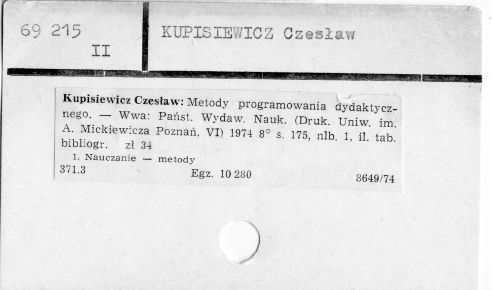 69 215
II
KUPISIEWICZ Czesław
Kupisiewicz Czesław: Metody programowania dydaktycz-
nego. — Wwa: Państ. Wydaw. Nauk. (Druk. Uniw. im.
A. Mickiewicza Poznań, VI) 1974 8° s. 175, nlb. 1, il. tab.
bibliogr. zł 34
1. Nauczanie — metody
371.3 Egz. 10 280 8649/74